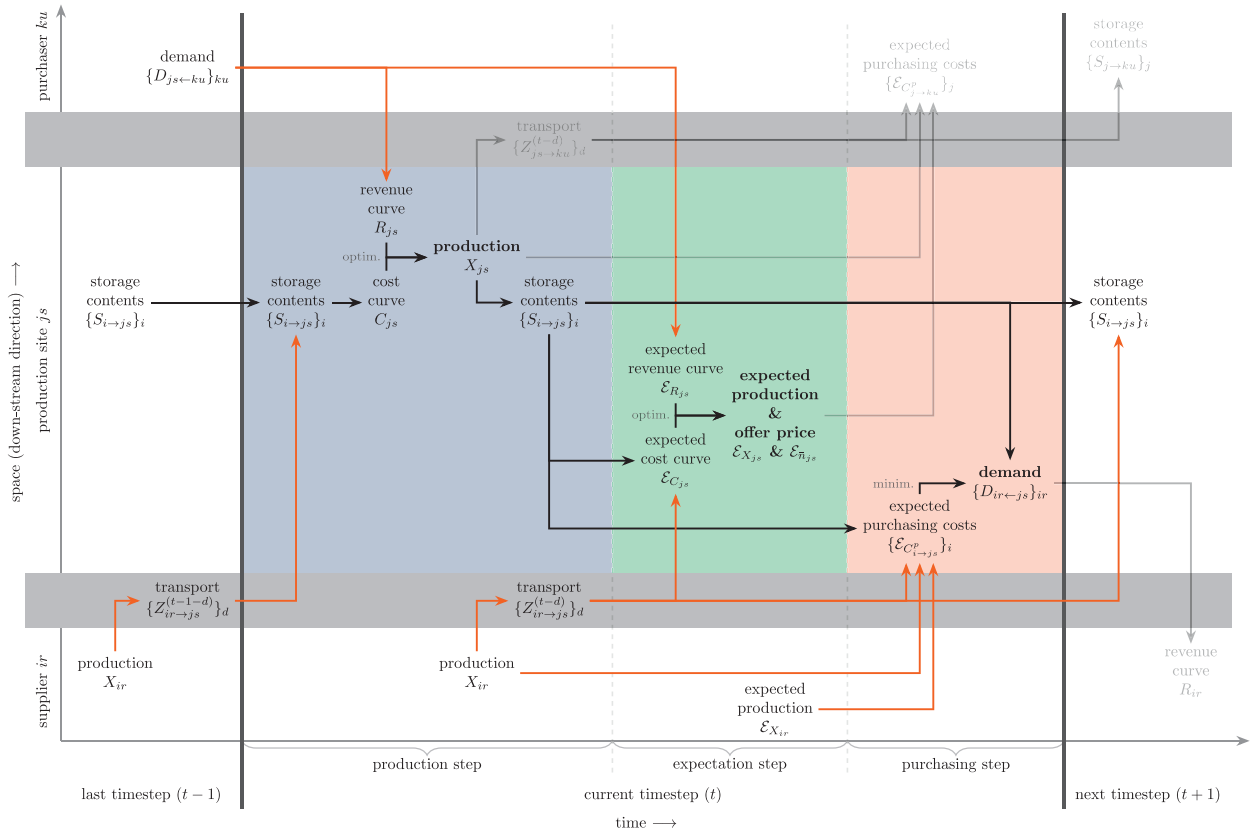 purchaser ku
production site js
supplier ir
space (down-stream direction) ⟶
demand
{D_{js←ku}}_{ku}
expected
purchasing costs
{ℰ_{C^p_{j→ku}}}_j
storage
contents
{S_{j→ku}}_j
transport
{Z^{(t−d)}_{js→ku}}_d
revenue
curve
R_{js}
optim.
production
X_{js}
storage
contents
{S_{i→js}}_i
storage
contents
{S_{i→js}}_i
cost
curve
C_{js}
storage
contents
{S_{i→js}}_i
storage
contents
{S_{i→js}}_i
expected
revenue curve
ℰ_{R_{js}}
optim.
expected
cost curve
ℰ_{C_{js}}
expected
production
&
offer price
ℰ_{X_{js}} & ℰ_{n̄_{js}}
minim.
demand
{D_{ir←js}}_{ir}
expected
purchasing costs
{ℰ_{C^p_{i→js}}}_i
transport
{Z^{(t−1−d)}_{ir→js}}_d
transport
{Z^{(t−d)}_{ir→js}}_d
production
X_{ir}
production
X_{ir}
expected
production
ℰ_{X_{ir}}
revenue
curve
R_{ir}
production step
expectation step
purchasing step
last timestep (t − 1)
current timestep (t)
next timestep (t + 1)
time ⟶